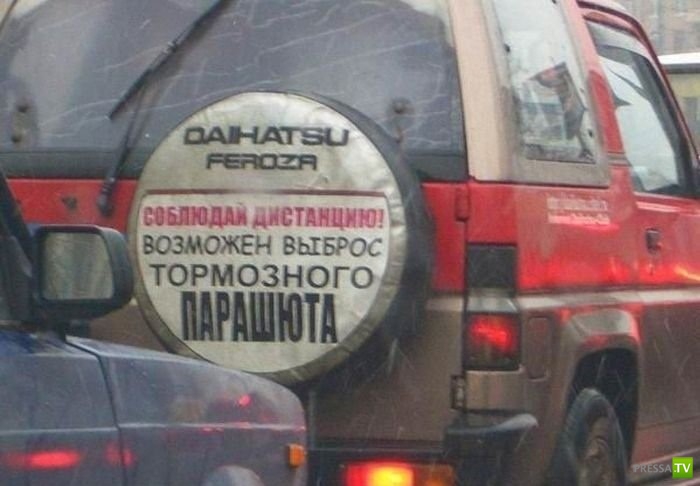 DAIHATSU
FEROZA
СОБЛЮДАЙ ДИСТАНЦИЮ!
ВОЗМОЖЕН ВЫБРОС
ТОРМОЗНОГО
ПАРАШЮТА
PRESSA.TV